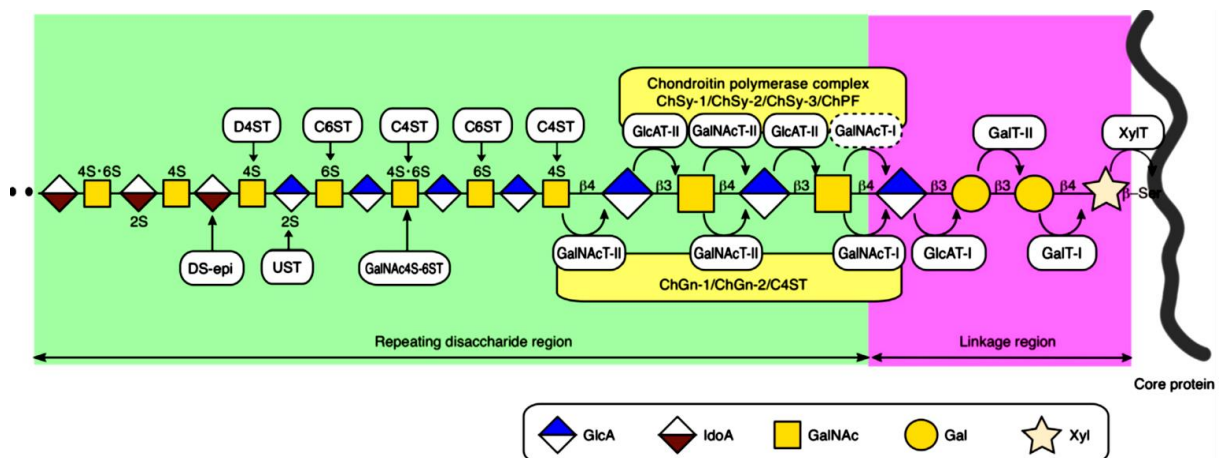 Chondroitin polymerase complex
ChSy-1/ChSy-2/ChSy-3/ChPF
D4ST C6ST C4ST C6ST C4ST GlcAT-II GalNAcT-II GlcAT-II GalNAcT-I GalT-II XylT
4S·6S 4S 4S 6S 4S·6S 6S 4S
β4 β3 β4 β3 β4 β3 β3 β4 β–Ser
2S 2S
DS-epi UST GalNAc4S-6ST GalNAcT-II GalNAcT-II GalNAcT-I GlcAT-I GalT-I
ChGn-1/ChGn-2/C4ST
Repeating disaccharide region Linkage region
Core protein
GlcA IdoA GalNAc Gal Xyl